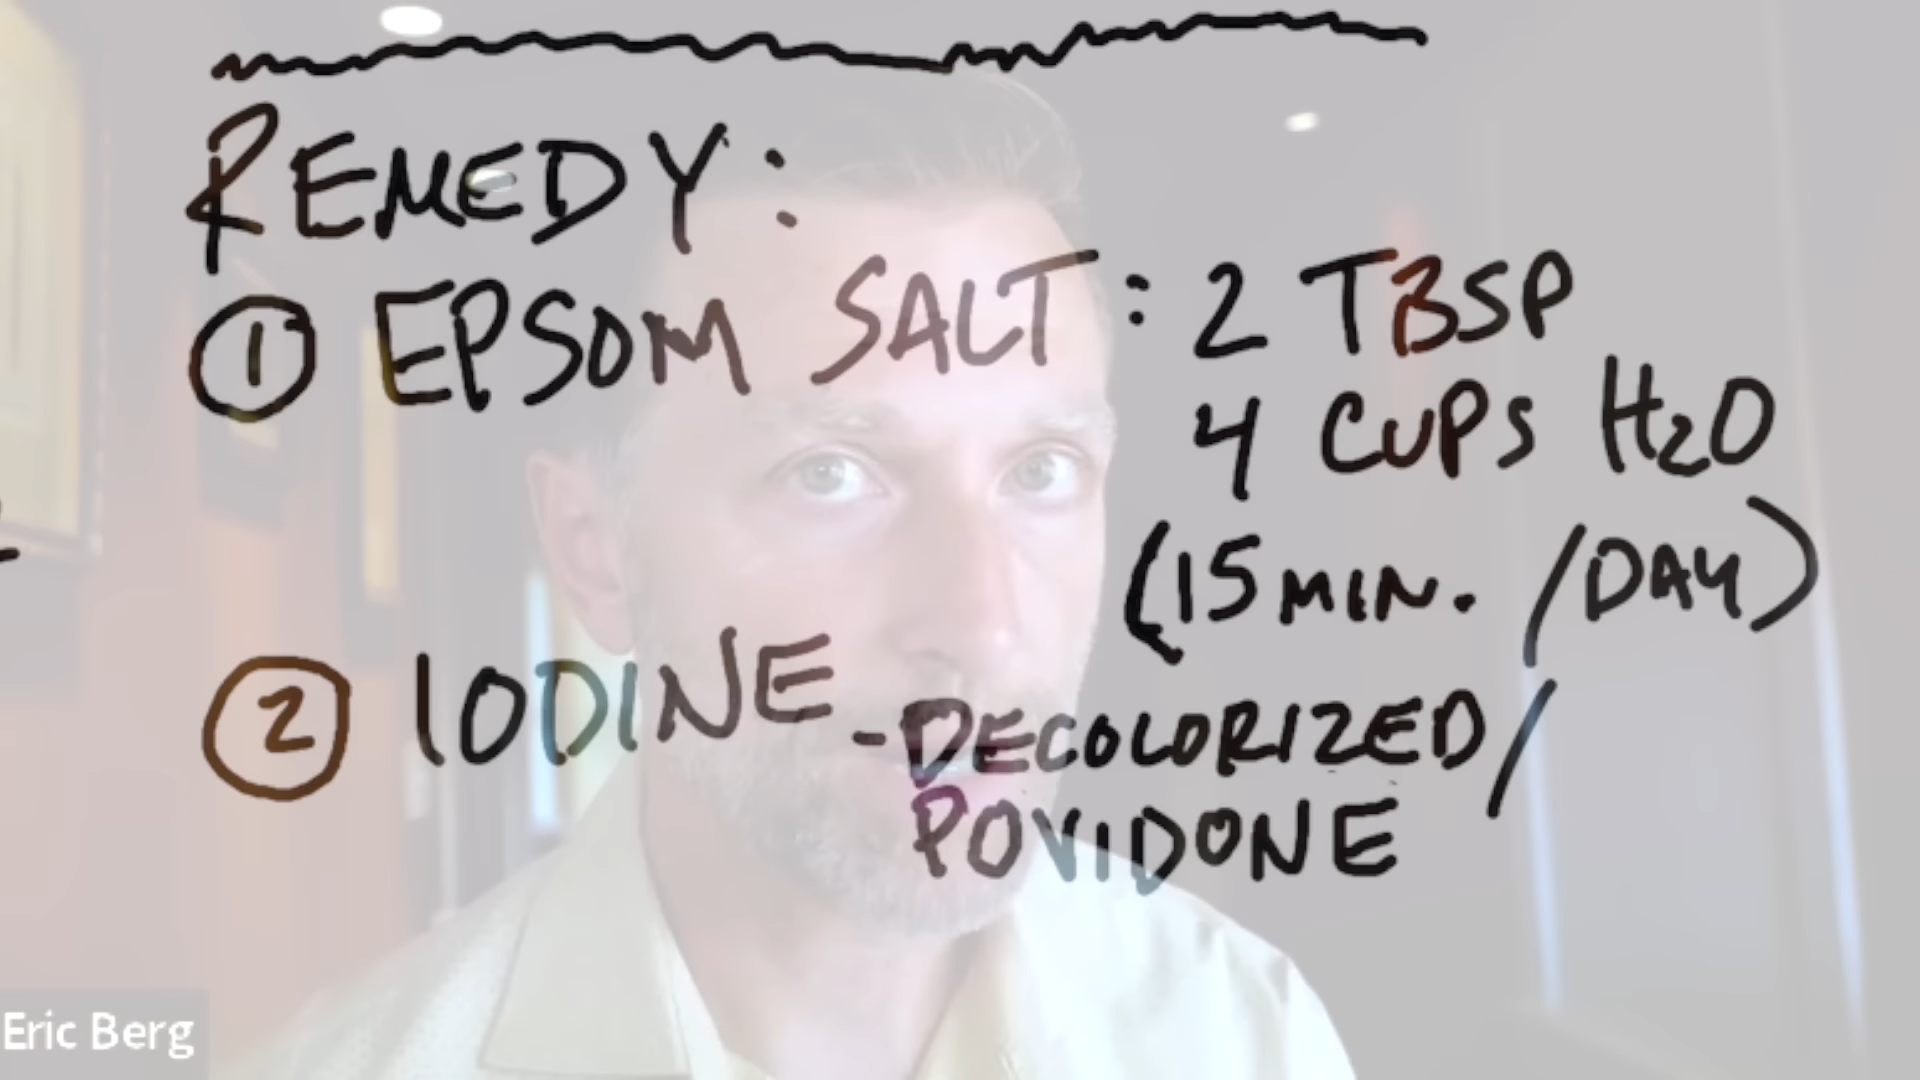 REMEDY:
① EPSOM SALT: 2 TBSP
4 CUPS H2O
(15 MIN. /DAY)
② IODINE - DECOLORIZED/
POVIDONE
Eric Berg